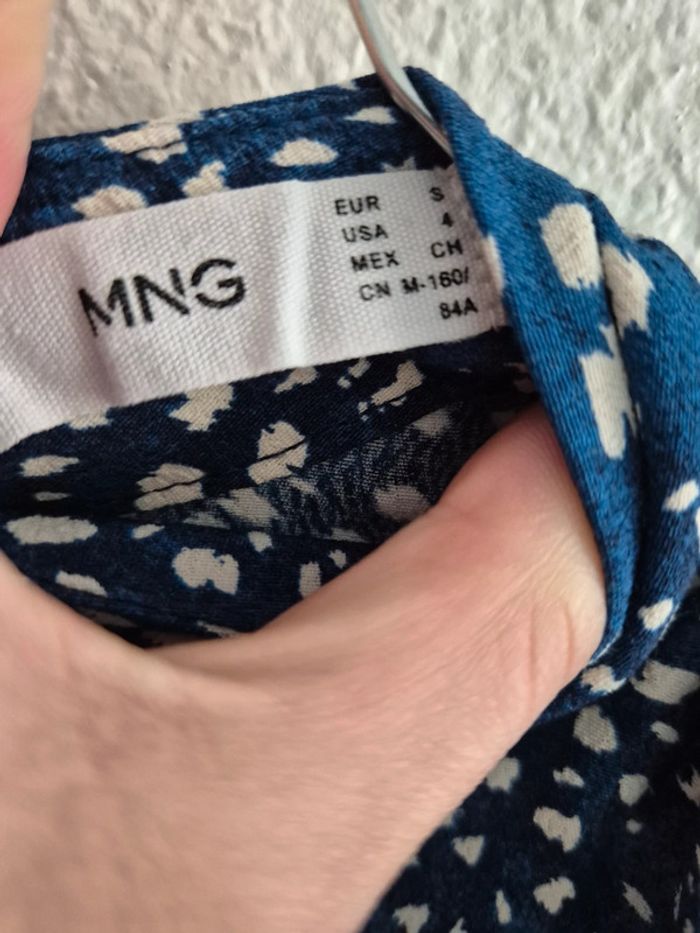 MNG
EUR S
USA 4
MEX CH
CN M-160/
84A